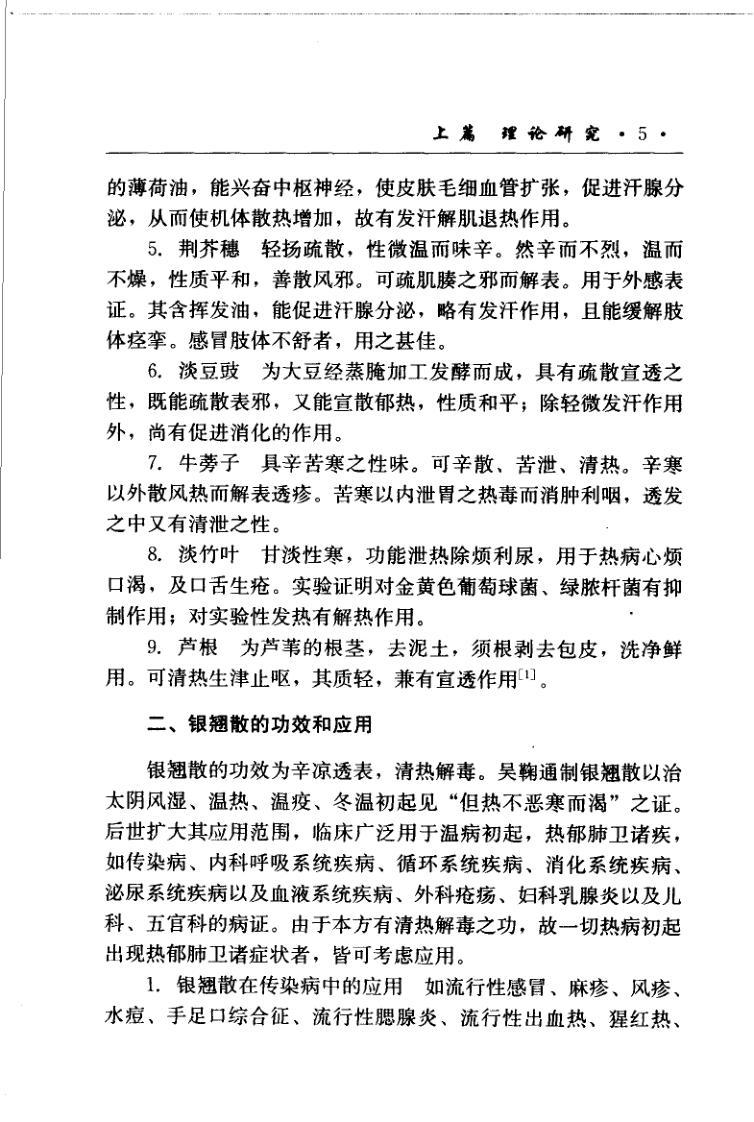 上篇 理论研究 · 5 ·
的薄荷油，能兴奋中枢神经，使皮肤毛细血管扩张，促进汗腺分
泌，从而使机体散热增加，故有发汗解肌退热作用。
5. 荆芥穗 轻扬疏散，性微温而味辛。然辛而不烈，温而
不燥，性质平和，善散风邪。可疏肌腠之邪而解表。用于外感表
证。其含挥发油，能促进汗腺分泌，略有发汗作用，且能缓解肢
体痉挛。感冒肢体不舒者，用之甚佳。
6. 淡豆豉 为大豆经蒸腌加工发酵而成，具有疏散宣透之
性，既能疏散表邪，又能宣散郁热，性质和平；除轻微发汗作用
外，尚有促进消化的作用。
7. 牛蒡子 具辛苦寒之性味。可辛散、苦泄、清热。辛寒
以外散风热而解表透疹。苦寒以内泄胃之热毒而消肿利咽，透发
之中又有清泄之性。
8. 淡竹叶 甘淡性寒，功能泄热除烦利尿，用于热病心烦
口渴，及口舌生疮。实验证明对金黄色葡萄球菌、绿脓杆菌有抑
制作用；对实验性发热有解热作用。
9. 芦根 为芦苇的根茎，去泥土，须根剥去包皮，洗净鲜
用。可清热生津止呕，其质轻，兼有宣透作用[1]。
二、银翘散的功效和应用
银翘散的功效为辛凉透表，清热解毒。吴鞠通制银翘散以治
太阴风湿、温热、温疫、冬温初起见“但热不恶寒而渴”之证。
后世扩大其应用范围，临床广泛用于温病初起，热郁肺卫诸疾，
如传染病、内科呼吸系统疾病、循环系统疾病、消化系统疾病、
泌尿系统疾病以及血液系统疾病、外科疮疡、妇科乳腺炎以及儿
科、五官科的病证。由于本方有清热解毒之功，故一切热病初起
出现热郁肺卫诸症状者，皆可考虑应用。
1. 银翘散在传染病中的应用 如流行性感冒、麻疹、风疹、
水痘、手足口综合征、流行性腮腺炎、流行性出血热、猩红热、